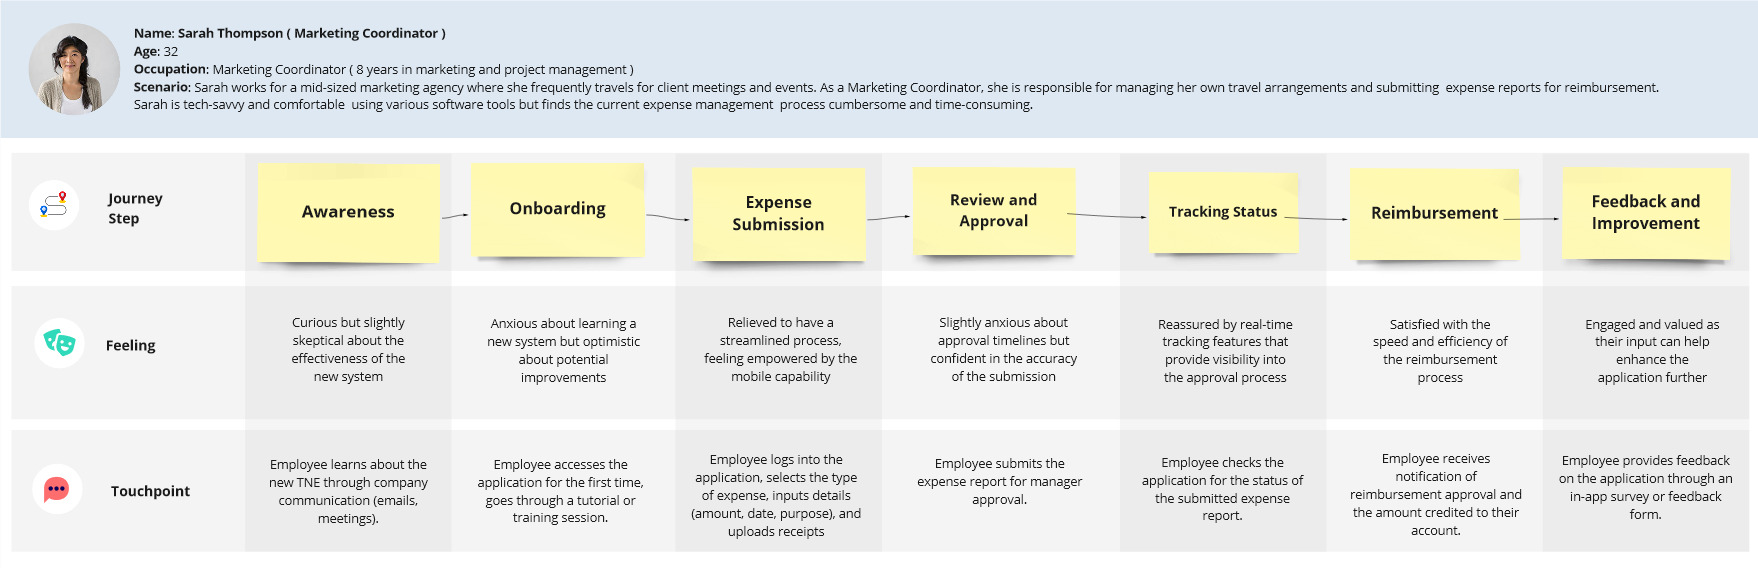 Name: Sarah Thompson ( Marketing Coordinator )
Age: 32
Occupation: Marketing Coordinator ( 8 years in marketing and project management )
Scenario: Sarah works for a mid-sized marketing agency where she frequently travels for client meetings and events. As a Marketing Coordinator, she is responsible for managing her own travel arrangements and submitting expense reports for reimbursement.
Sarah is tech-savvy and comfortable using various software tools but finds the current expense management process cumbersome and time-consuming.
Journey
Step
Awareness
Onboarding
Expense
Submission
Review and
Approval
Tracking Status
Reimbursement
Feedback and
Improvement
Feeling
Curious but slightly
skeptical about the
effectiveness of the
new system
Anxious about learning a
new system but optimistic
about potential
improvements
Relieved to have a
streamlined process,
feeling empowered by the
mobile capability
Slightly anxious about
approval timelines but
confident in the accuracy
of the submission
Reassured by real-time
tracking features that
provide visibility into
the approval process
Satisfied with the
speed and efficiency of
the reimbursement
process
Engaged and valued as
their input can help
enhance the
application further
Touchpoint
Employee learns about the
new TNE through company
communication (emails,
meetings).
Employee accesses the
application for the first time,
goes through a tutorial or
training session.
Employee logs into the
application, selects the type
of expense, inputs details
(amount, date, purpose), and
uploads receipts
Employee submits the
expense report for manager
approval.
Employee checks the
application for the status of
the submitted expense
report.
Employee receives
notification of
reimbursement approval and
the amount credited to their
account.
Employee provides feedback
on the application through an
in-app survey or feedback
form.